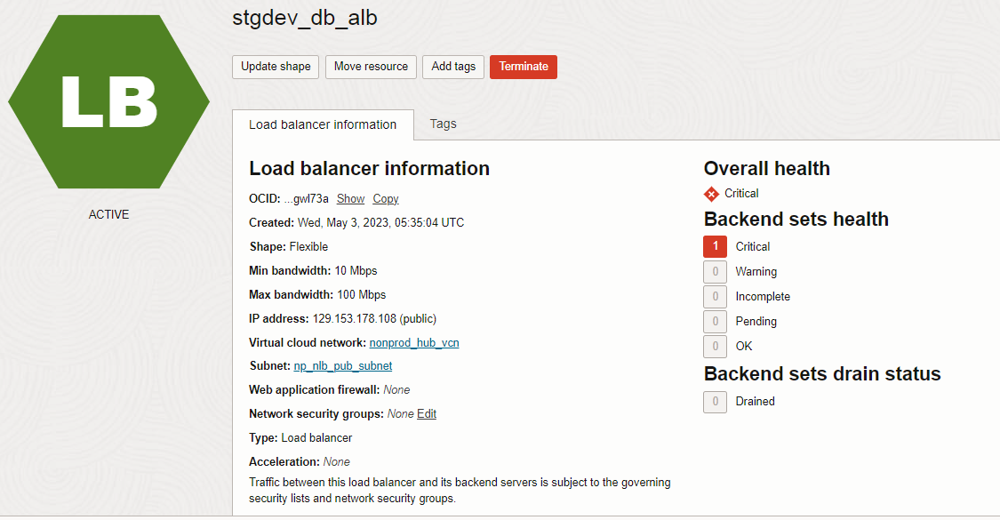 stgdev_db_alb
Update shape Move resource Add tags Terminate
LB
ACTIVE
Load balancer information Tags
Load balancer information
OCID: ...gwl73a Show Copy
Created: Wed, May 3, 2023, 05:35:04 UTC
Shape: Flexible
Min bandwidth: 10 Mbps
Max bandwidth: 100 Mbps
IP address: 129.153.178.108 (public)
Virtual cloud network: nonprod_hub_vcn
Subnet: np_nlb_pub_subnet
Web application firewall: None
Network security groups: None Edit
Type: Load balancer
Acceleration: None
Traffic between this load balancer and its backend servers is subject to the governing
security lists and network security groups.
Overall health
Critical
Backend sets health
1 Critical
0 Warning
0 Incomplete
0 Pending
0 OK
Backend sets drain status
0 Drained